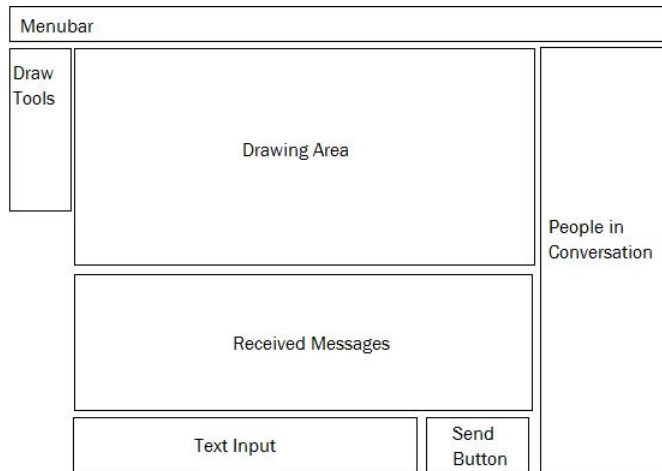 Menubar
Draw
Tools
Drawing Area
People in
Conversation
Received Messages
Text Input
Send
Button